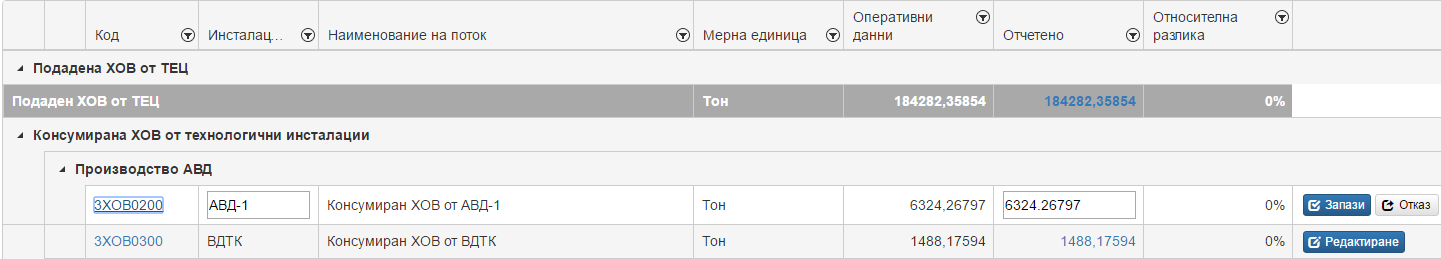 Код Инсталац... Наименование на поток Мерна единица Оперативни данни Отчетено Относителна разлика
Подадена ХОВ от ТЕЦ
Подаден ХОВ от ТЕЦ Тон 184282,35854 184282,35854 0%
Консумирана ХОВ от технологични инсталации
Производство АВД
3ХОВ0200 АВД-1 Консумиран ХОВ от АВД-1 Тон 6324,26797 6324.26797 0% Запази Отказ
3ХОВ0300 ВДТК Консумиран ХОВ от ВДТК Тон 1488,17594 1488,17594 0% Редактиране